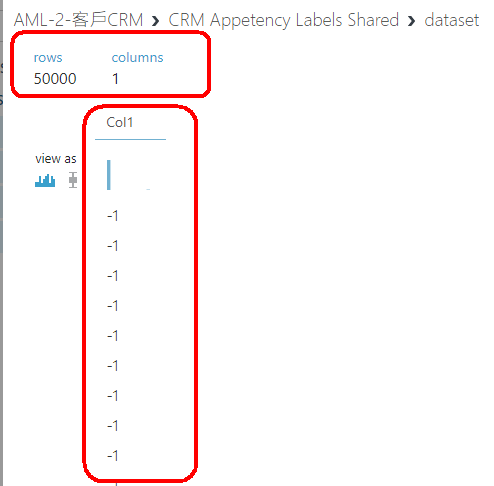 AML-2-客戶CRM › CRM Appetency Labels Shared › dataset
rows columns
50000 1
Col1
view as
-1
-1
-1
-1
-1
-1
-1
-1
-1